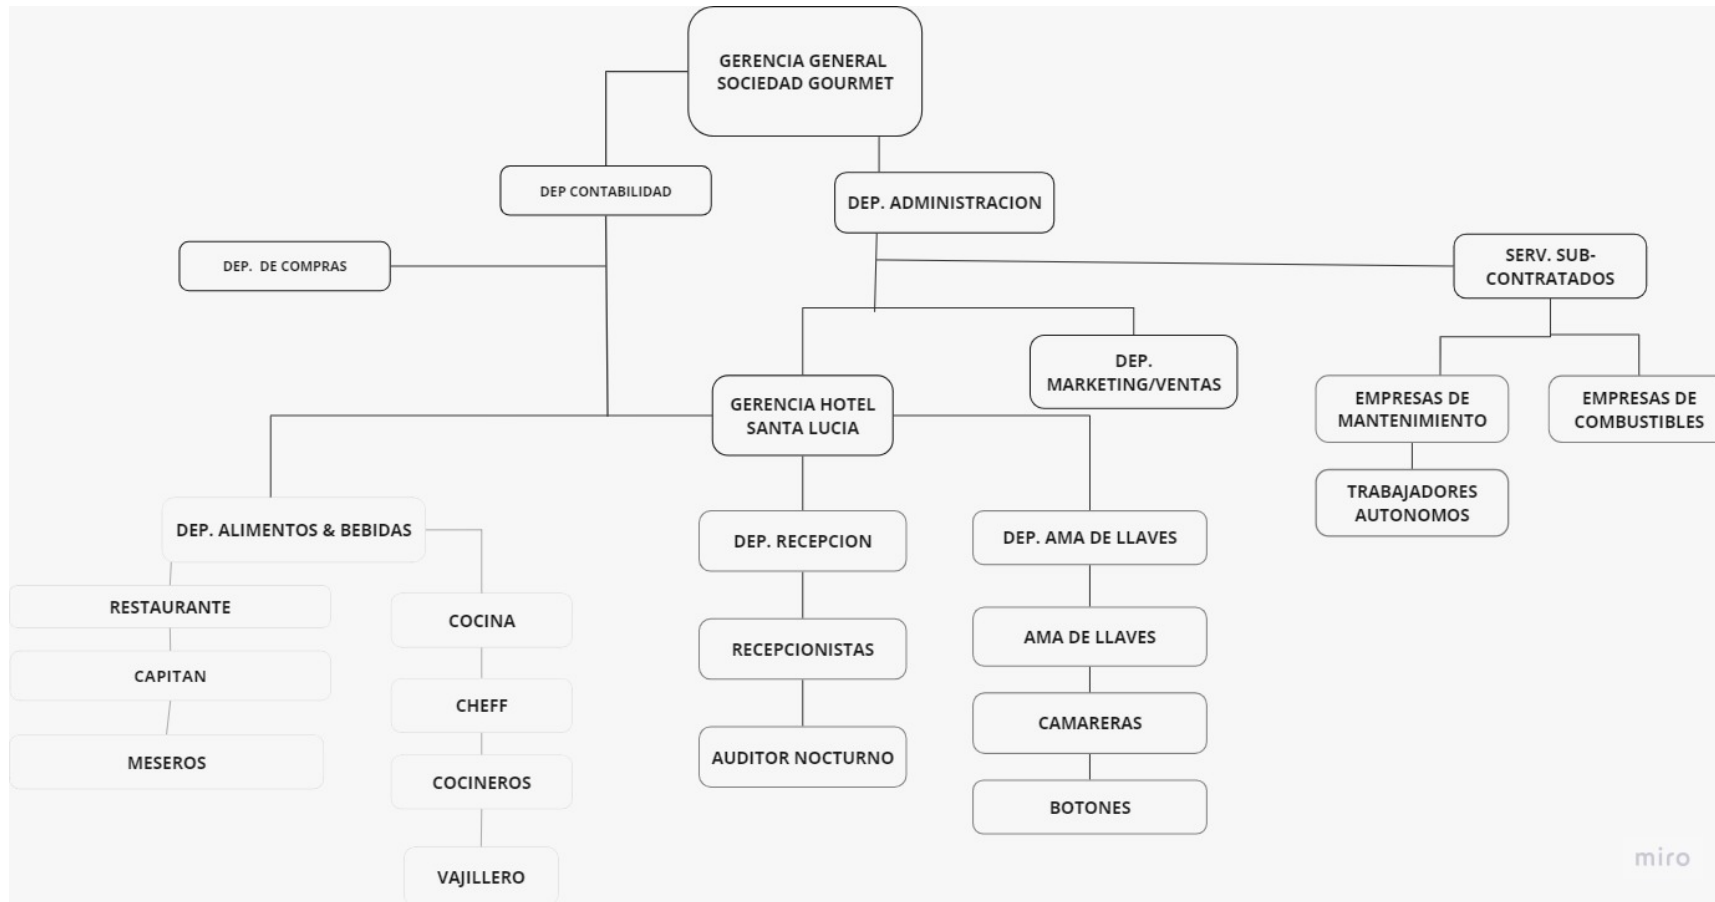 GERENCIA GENERAL
SOCIEDAD GOURMET
DEP CONTABILIDAD
DEP. ADMINISTRACION
DEP. DE COMPRAS
SERV. SUB-
CONTRATADOS
DEP.
MARKETING/VENTAS
GERENCIA HOTEL
SANTA LUCIA
EMPRESAS DE
MANTENIMIENTO
EMPRESAS DE
COMBUSTIBLES
TRABAJADORES
AUTONOMOS
DEP. ALIMENTOS & BEBIDAS
DEP. RECEPCION
DEP. AMA DE LLAVES
RESTAURANTE
COCINA
RECEPCIONISTAS
AMA DE LLAVES
CAPITAN
CHEFF
CAMARERAS
MESEROS
COCINEROS
AUDITOR NOCTURNO
BOTONES
VAJILLERO
miro